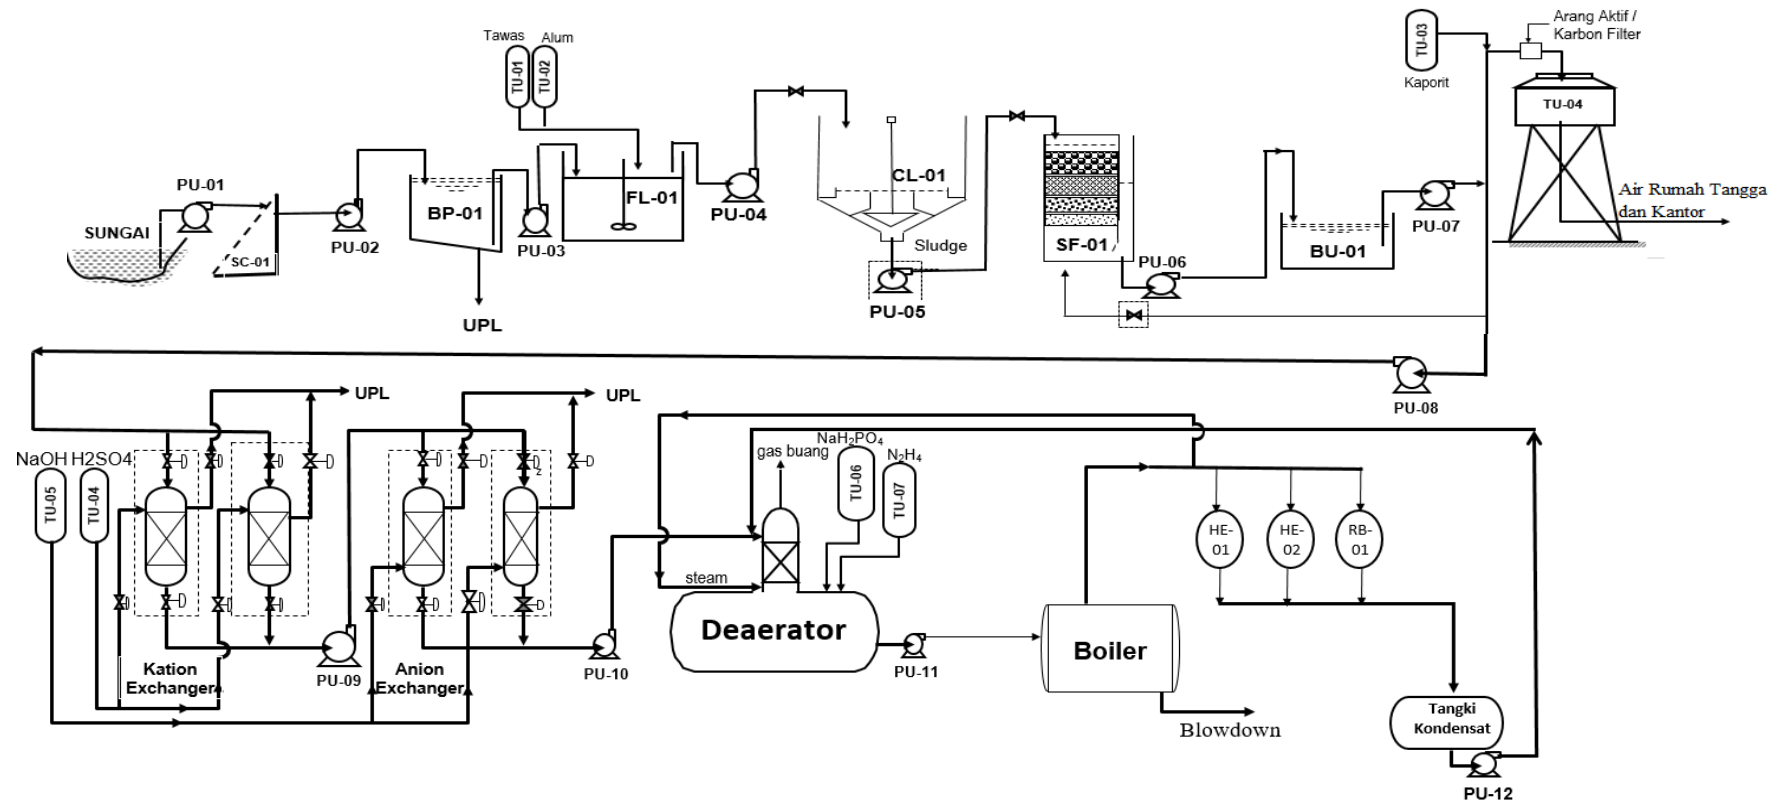 Tawas
Alum
TU-01
TU-02
TU-03
Kaporit
Arang Aktif /
Karbon Filter
TU-04
PU-01
SUNGAI
SC-01
PU-02
BP-01
UPL
PU-03
FL-01
PU-04
CL-01
Sludge
PU-05
SF-01
PU-06
BU-01
PU-07
Air Rumah Tangga
dan Kantor
PU-08
UPL
UPL
NaOH
H2SO4
TU-05
TU-04
Kation
Exchanger
PU-09
Anion
Exchanger
z
PU-10
gas buang
NaH₂PO₄
TU-06
N₂H₄
TU-07
steam
Deaerator
PU-11
Boiler
Blowdown
HE-
01
HE-
02
RB-
01
Tangki
Kondensat
PU-12